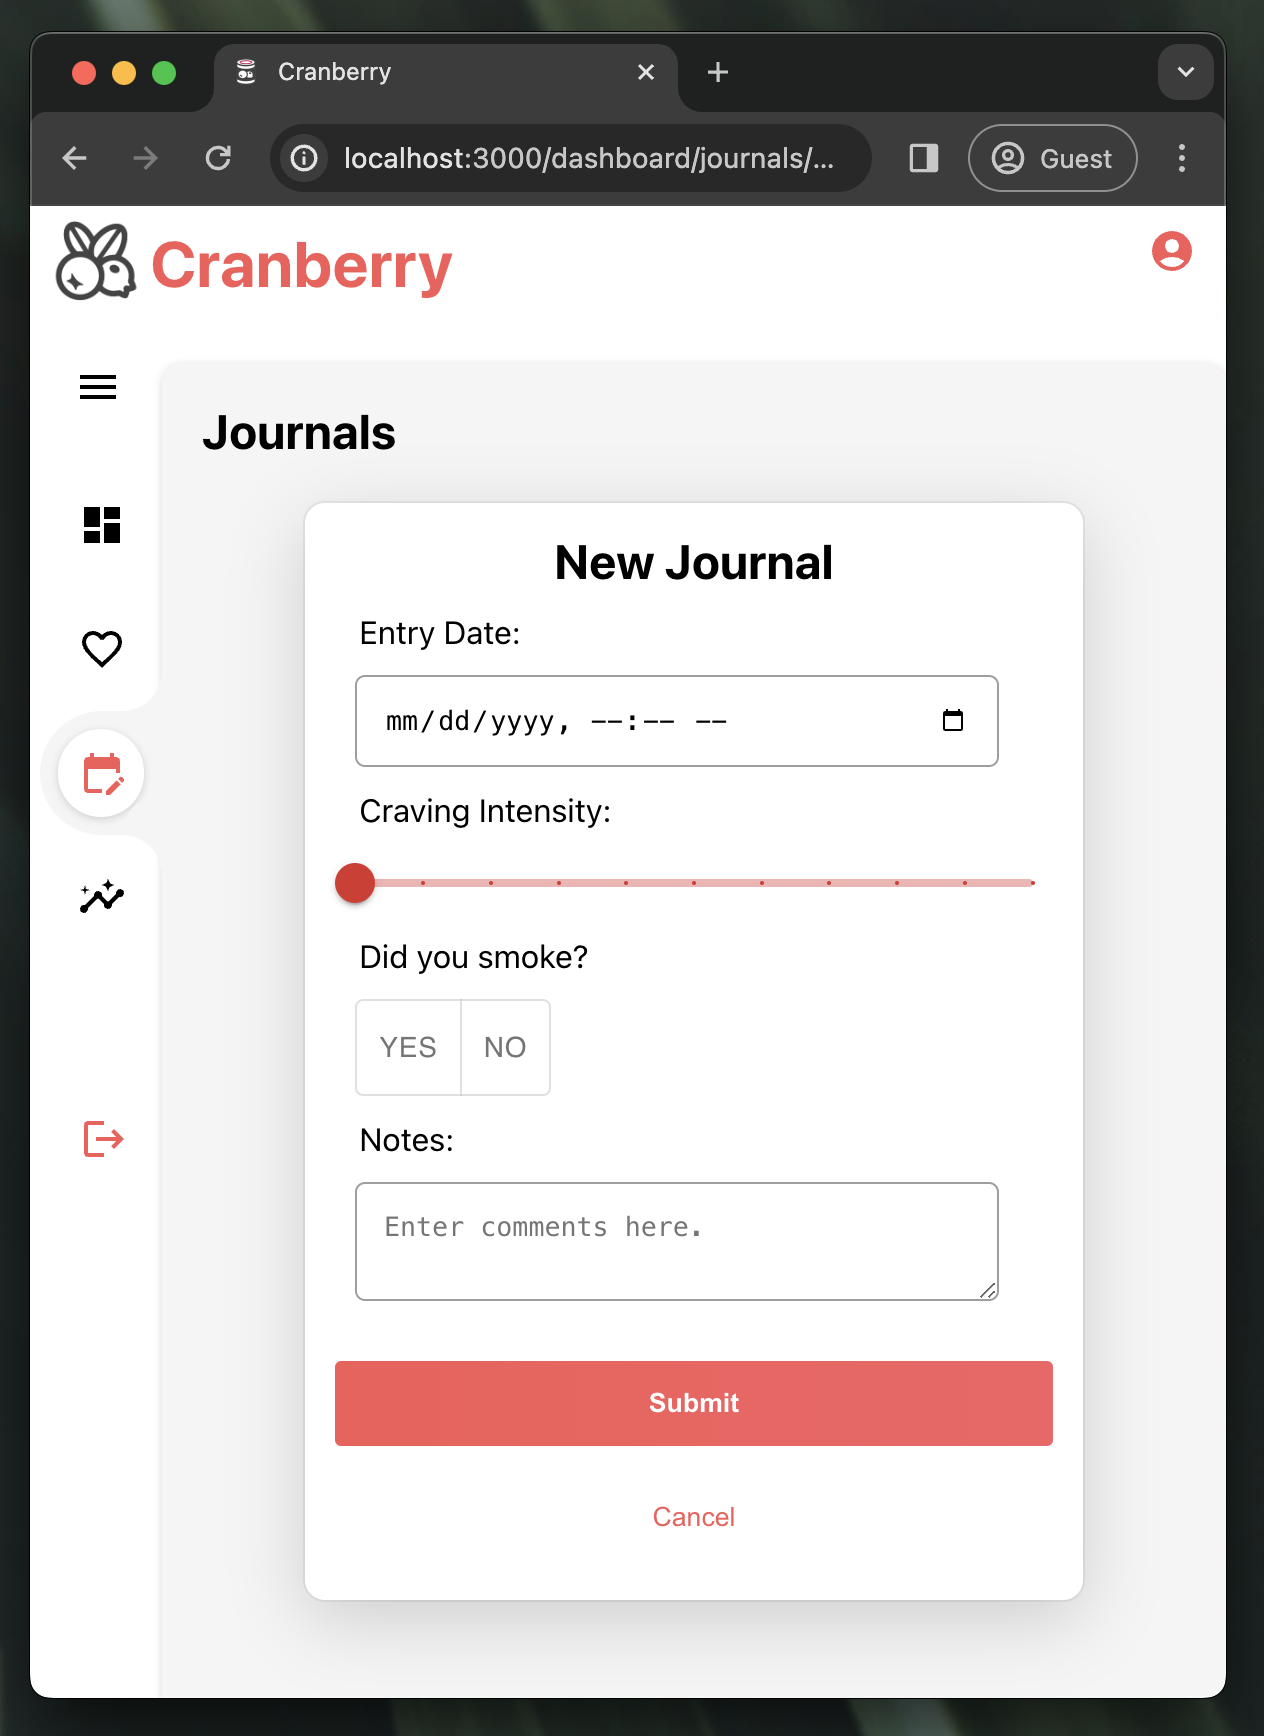 Cranberry
localhost:3000/dashboard/journals/...
Guest
Cranberry
Journals
New Journal
Entry Date:
mm/dd/yyyy, --:-- --
Craving Intensity:
Did you smoke?
YES NO
Notes:
Enter comments here.
Submit
Cancel